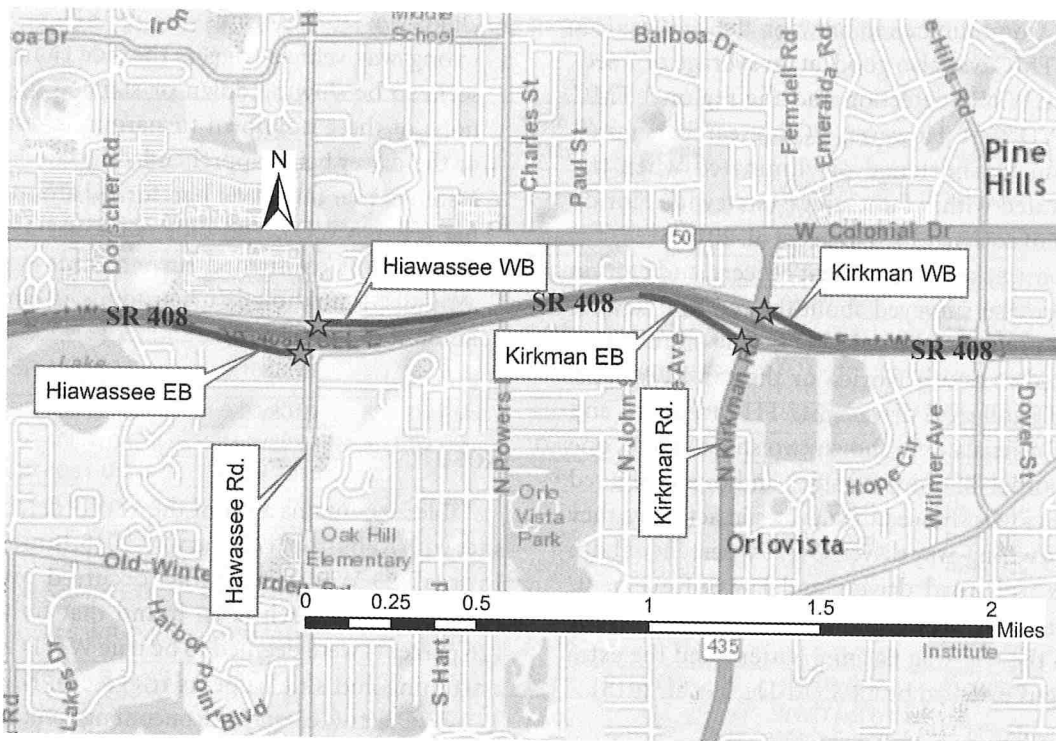 oa Dr
Iron
H
Middle
School
Balboa Dr
Ferndell Rd
Emerald Rd
e Hills Rd
Dorscher Rd
N
Charles St
Paul St
Pine
Hills
50
W Colonial Dr
Hiawassee WB
Kirkman WB
SR 408
SR 408
SR 408
Lake
Hiawassee EB
Kirkman EB
Hawassee Rd.
N Powers
N John
e Ave
Kirkman Rd.
N Kirkman R
Hope Cir
Wilmer Ave
Dover St
Orlo
Vista
Park
Oak Hill
Elementary
Orlovista
Old Winter Garden Rd
0 0.25 0.5 1 1.5 2
Miles
Harbor Point Blvd
Lakes Dr
Rd
S Hart
d
435
Institute